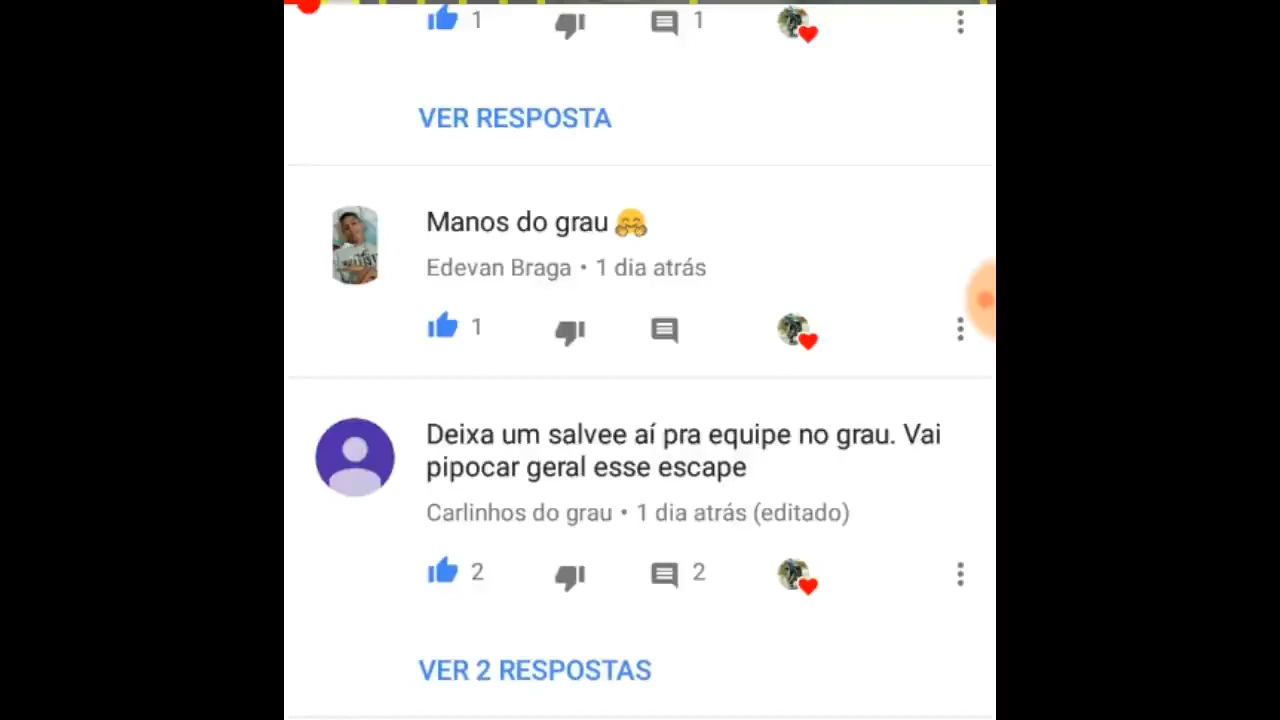 1 1
VER RESPOSTA
Manos do grau 🤗
Edevan Braga • 1 dia atrás
1
Deixa um salvee aí pra equipe no grau. Vai
pipocar geral esse escape
Carlinhos do grau • 1 dia atrás (editado)
2 2
VER 2 RESPOSTAS